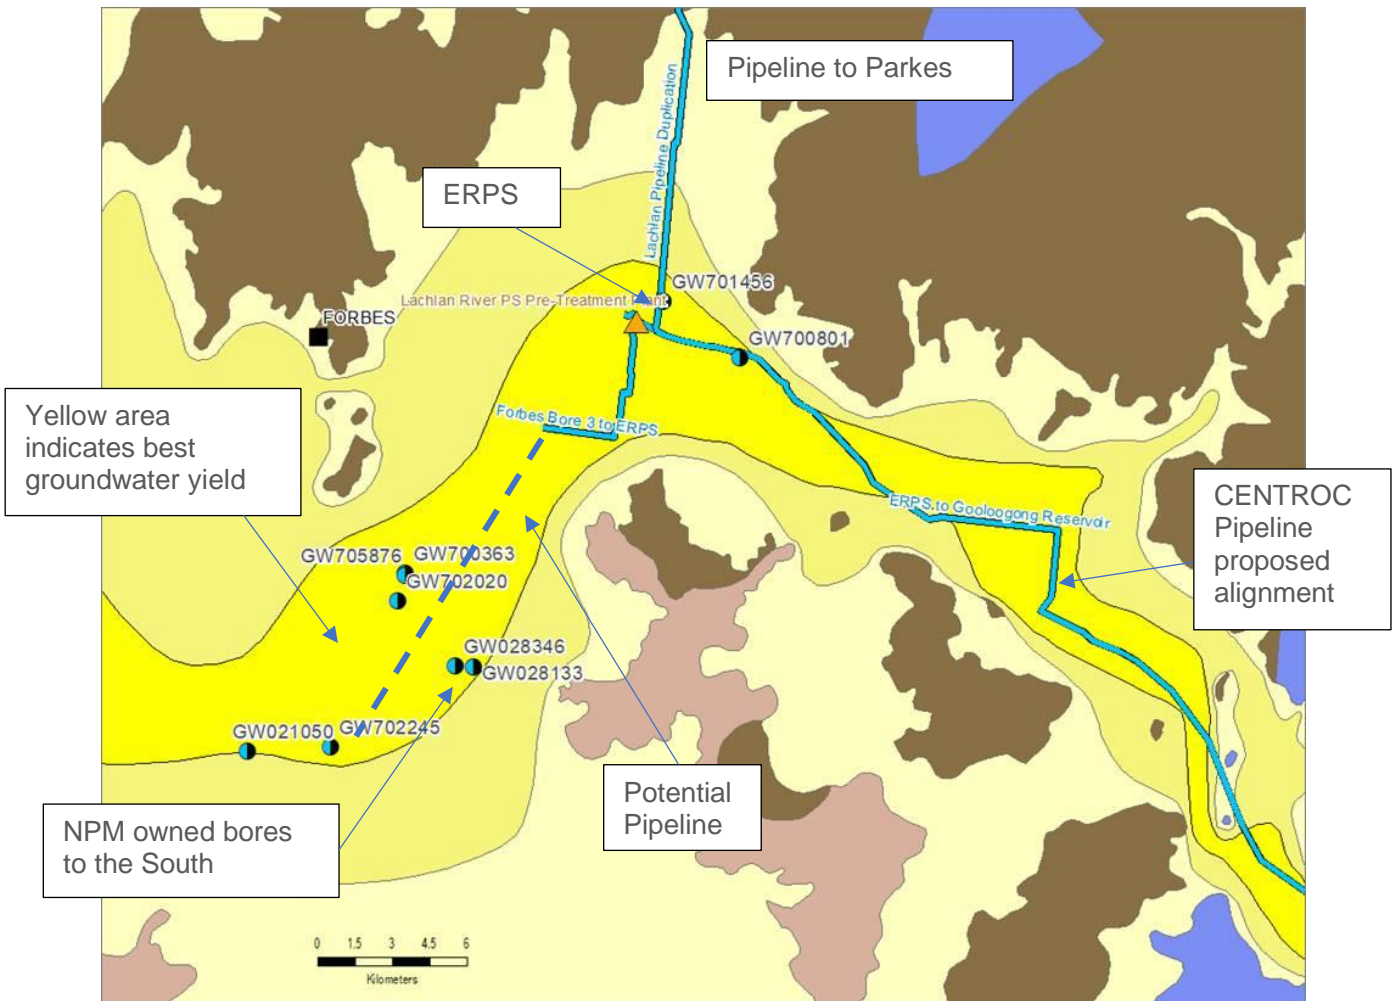 Pipeline to Parkes
Lachlan Pipeline Duplication
ERPS
GW701456
Lachlan River PS Pre-Treatment Plant
FORBES
GW700801
Yellow area
indicates best
groundwater yield
Forbes Bore 3 to ERPS
CENTROC
Pipeline
proposed
alignment
ERPS to Gooloogong Reservoir
GW705876
GW700363
GW702020
GW028346
GW028133
GW021050
GW702245
Potential
Pipeline
NPM owned bores
to the South
0 1.5 3 4.5 6
Kilometers